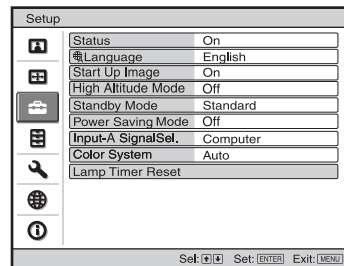 Setup
Status On
Language English
Start Up Image On
High Altitude Mode Off
Standby Mode Standard
Power Saving Mode Off
Input-A SignalSel. Computer
Color System Auto
Lamp Timer Reset
Sel: Set: ENTER Exit: MENU